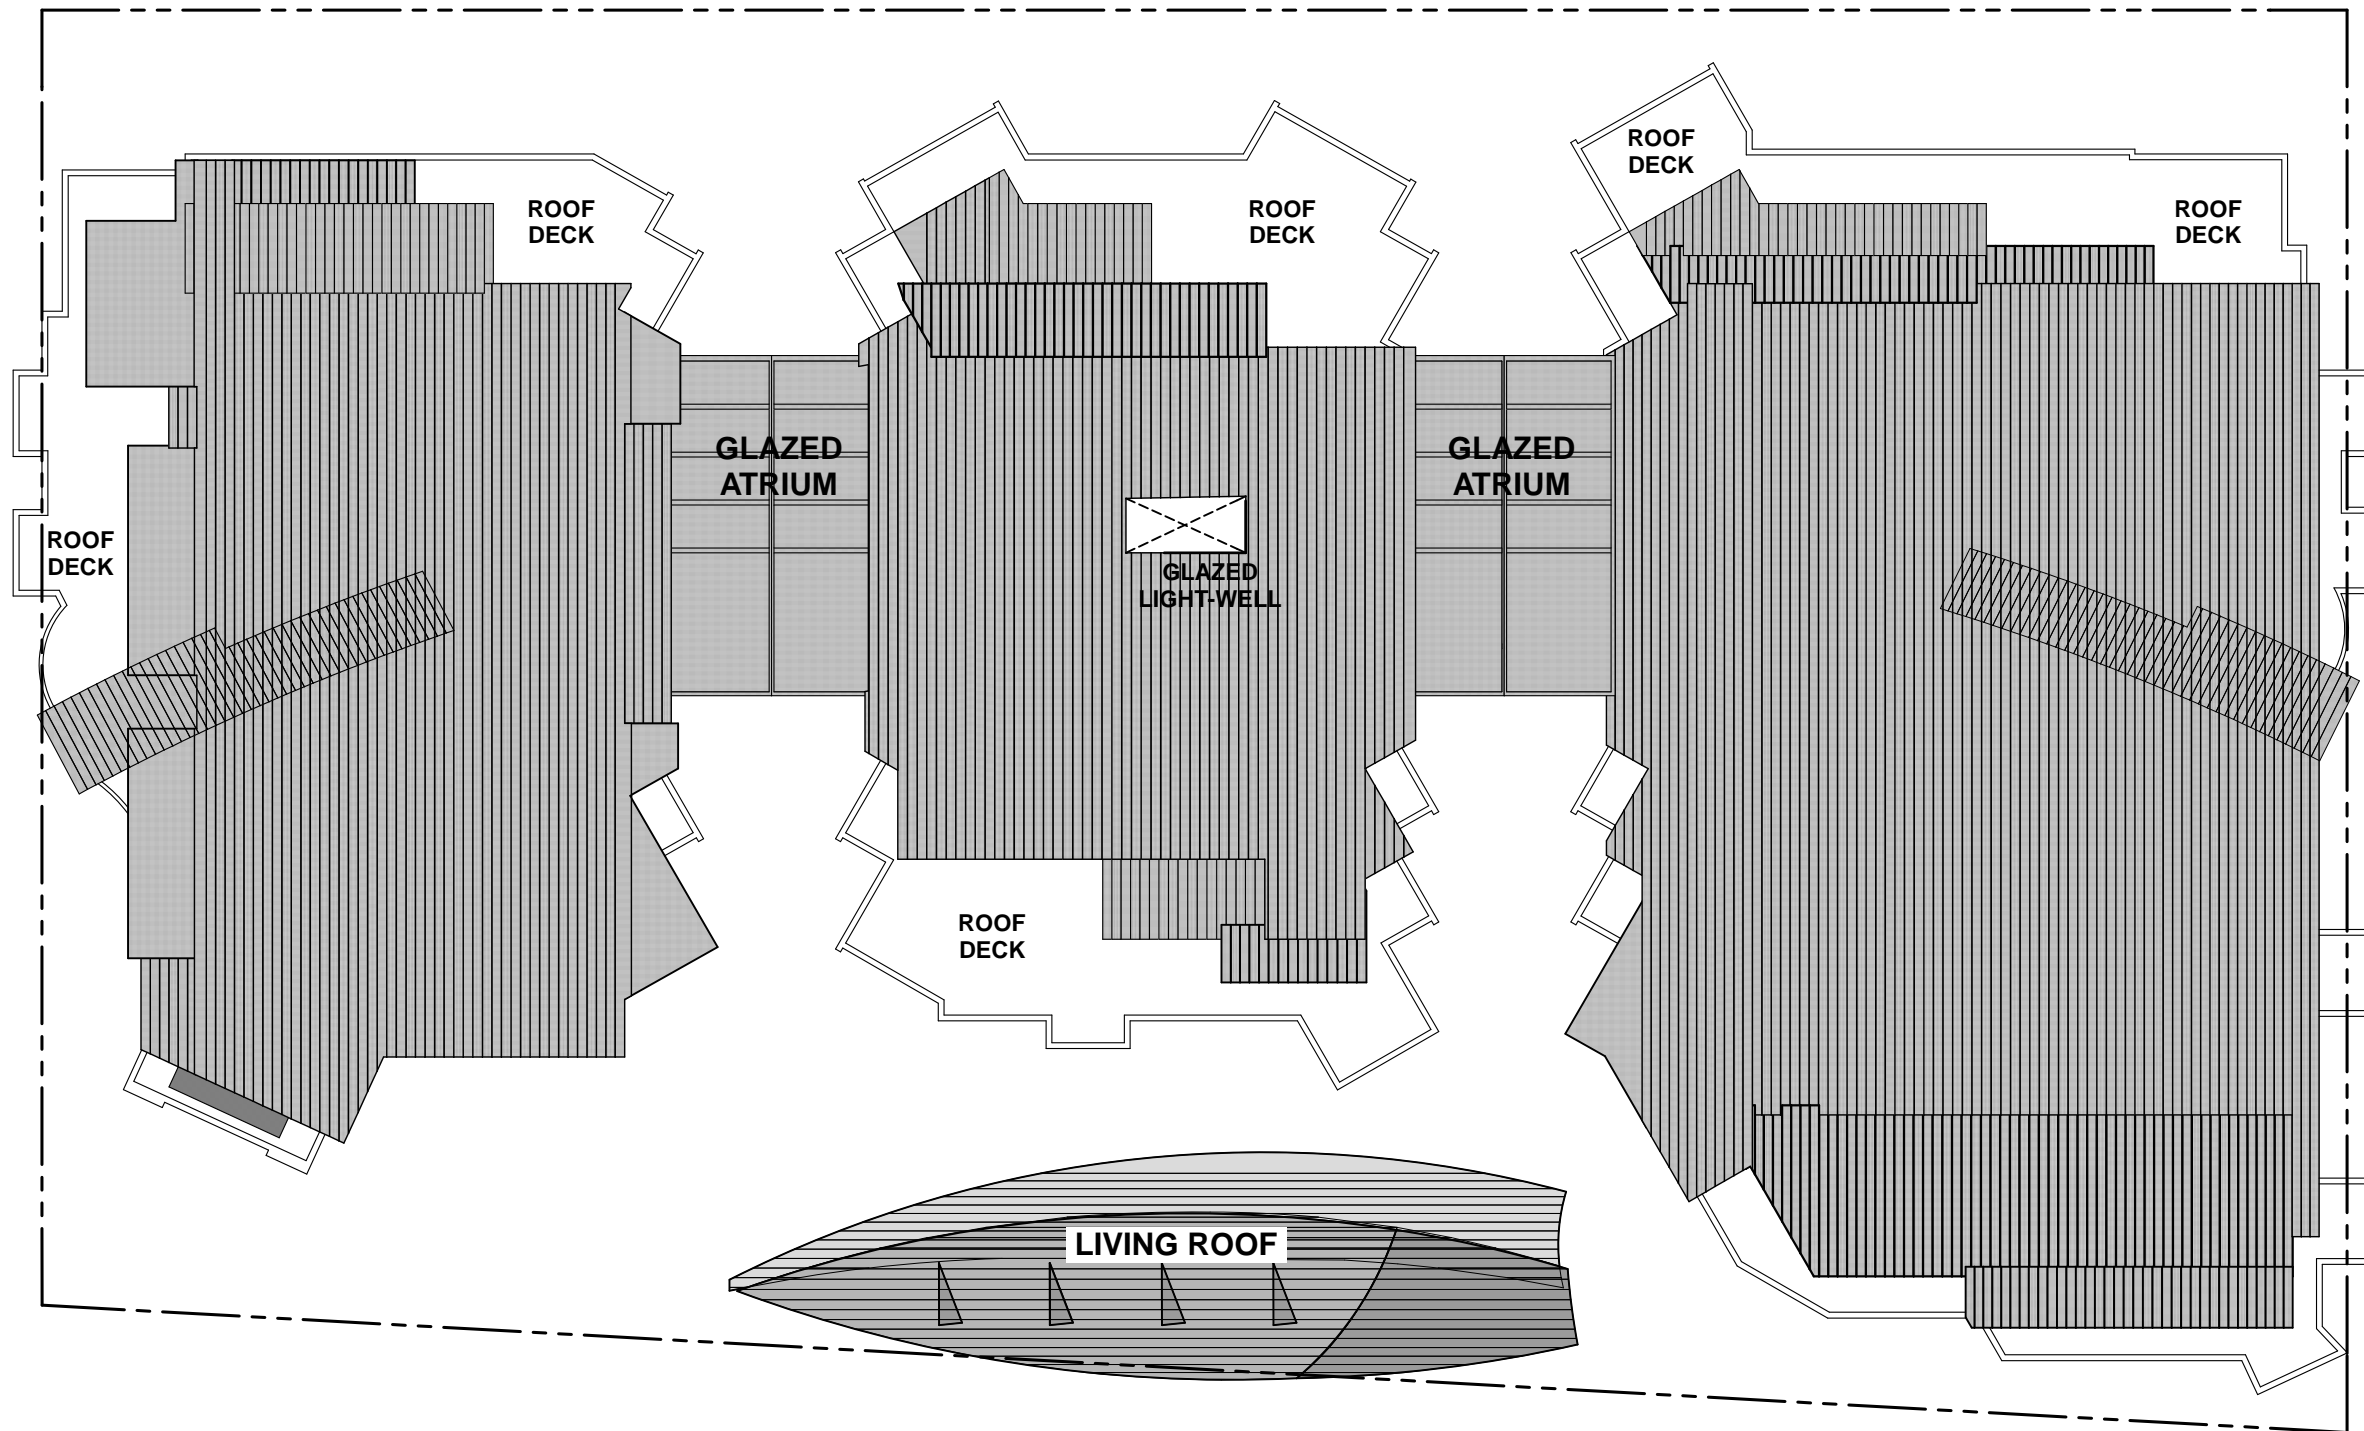 ROOF
DECK
ROOF
DECK
ROOF
DECK
ROOF
DECK
GLAZED
ATRIUM
GLAZED
ATRIUM
ROOF
DECK
GLAZED
LIGHT-WELL
ROOF
DECK
LIVING ROOF